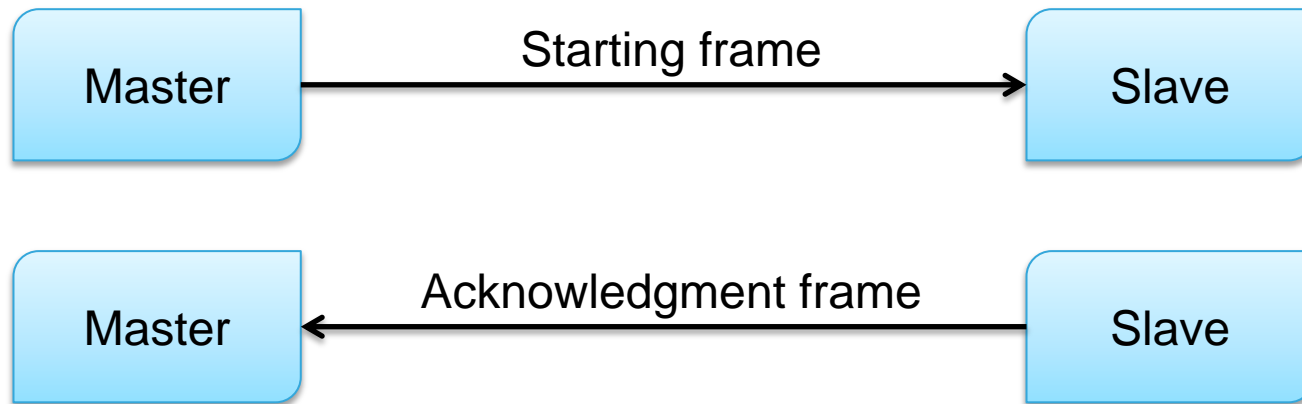 Master
Starting frame
Slave
Master
Acknowledgment frame
Slave